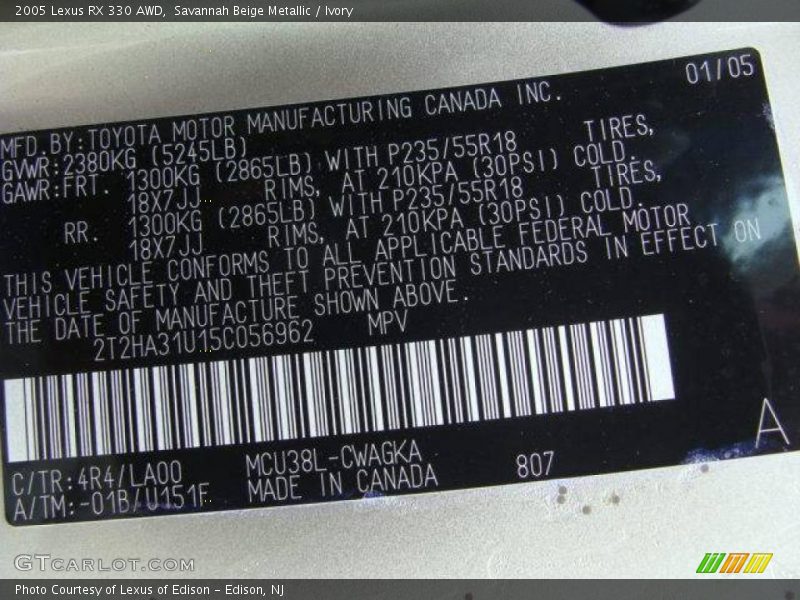 2005 Lexus RX 330 AWD, Savannah Beige Metallic / Ivory
01/05
MFD. BY: TOYOTA MOTOR MANUFACTURING CANADA INC.
GVWR: 2380KG (5245LB)
GAWR: FRT. 1300KG (2865LB) WITH P235/55R18 TIRES,
18X7JJ RIMS, AT 210KPA (30PSI) COLD.
RR. 1300KG (2865LB) WITH P235/55R18 TIRES,
18X7JJ RIMS, AT 210KPA (30PSI) COLD.
THIS VEHICLE CONFORMS TO ALL APPLICABLE FEDERAL MOTOR
VEHICLE SAFETY AND THEFT PREVENTION STANDARDS IN EFFECT ON
THE DATE OF MANUFACTURE SHOWN ABOVE.
2T2HA31U15C056962 MPV
A
C/TR: 4R4/LA00 MCU38L-CWAGKA 807
A/TM: -01B/U151F MADE IN CANADA
GTCarLot.com
Photo Courtesy of Lexus of Edison - Edison, NJ